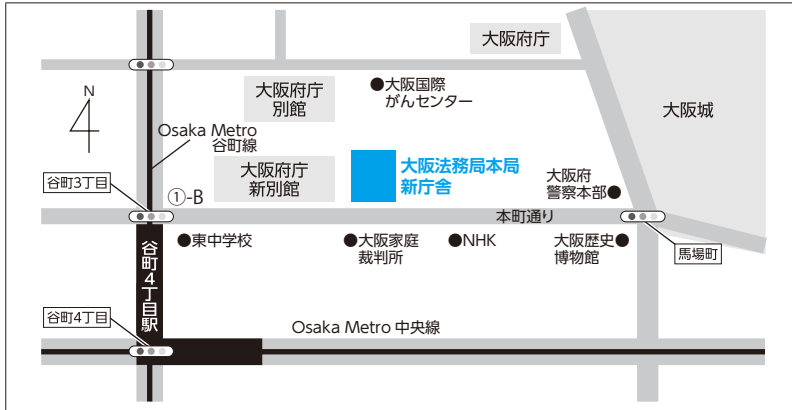 大阪府庁
大阪国際
がんセンター
大阪府庁
別館
大阪城
N
Osaka Metro
谷町線
大阪府庁
新別館
大阪法務局本局
新庁舎
大阪府
警察本部
谷町3丁目
①-B
本町通り
東中学校
大阪家庭
裁判所
NHK
大阪歴史
博物館
馬場町
谷町4丁目駅
谷町4丁目
Osaka Metro 中央線